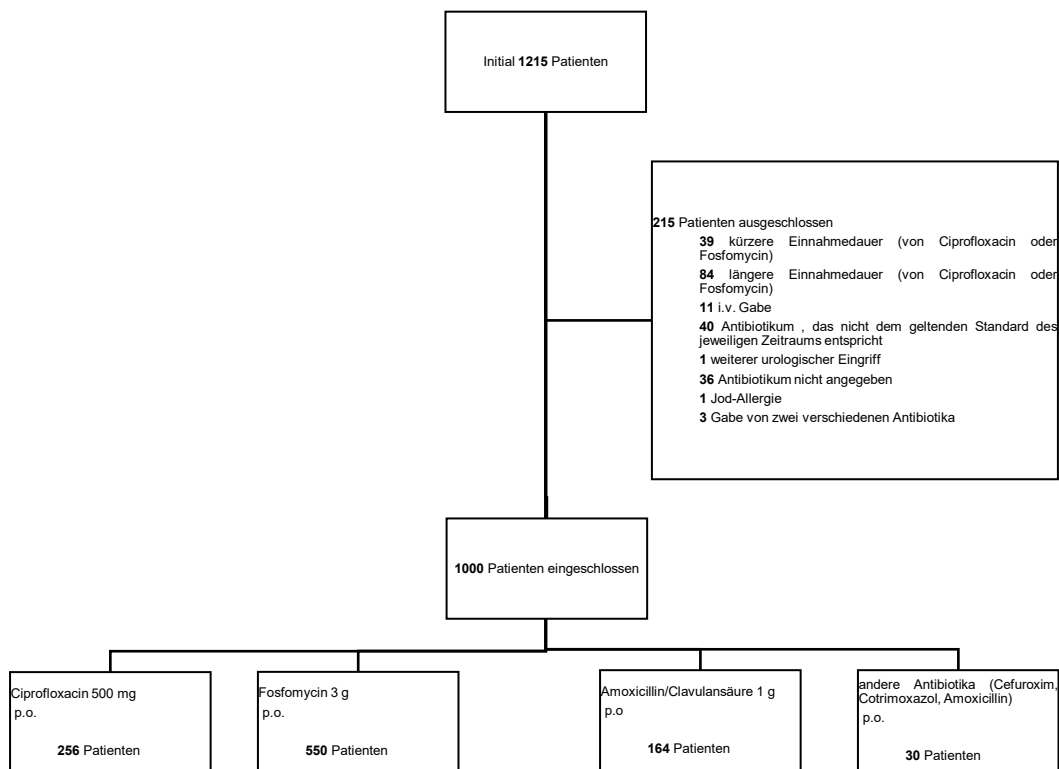 Initial 1215 Patienten
215 Patienten ausgeschlossen
39 kürzere Einnahmedauer (von Ciprofloxacin oder
Fosfomycin)
84 längere Einnahmedauer (von Ciprofloxacin oder
Fosfomycin)
11 i.v. Gabe
40 Antibiotikum , das nicht dem geltenden Standard des
jeweiligen Zeitraums entspricht
1 weiterer urologischer Eingriff
36 Antibiotikum nicht angegeben
1 Jod-Allergie
3 Gabe von zwei verschiedenen Antibiotika
1000 Patienten eingeschlossen
Ciprofloxacin 500 mg
p.o.
256 Patienten
Fosfomycin 3 g
p.o.
550 Patienten
Amoxicillin/Clavulansäure 1 g
p.o
164 Patienten
andere Antibiotika (Cefuroxim,
Cotrimoxazol, Amoxicillin)
p.o.
30 Patienten